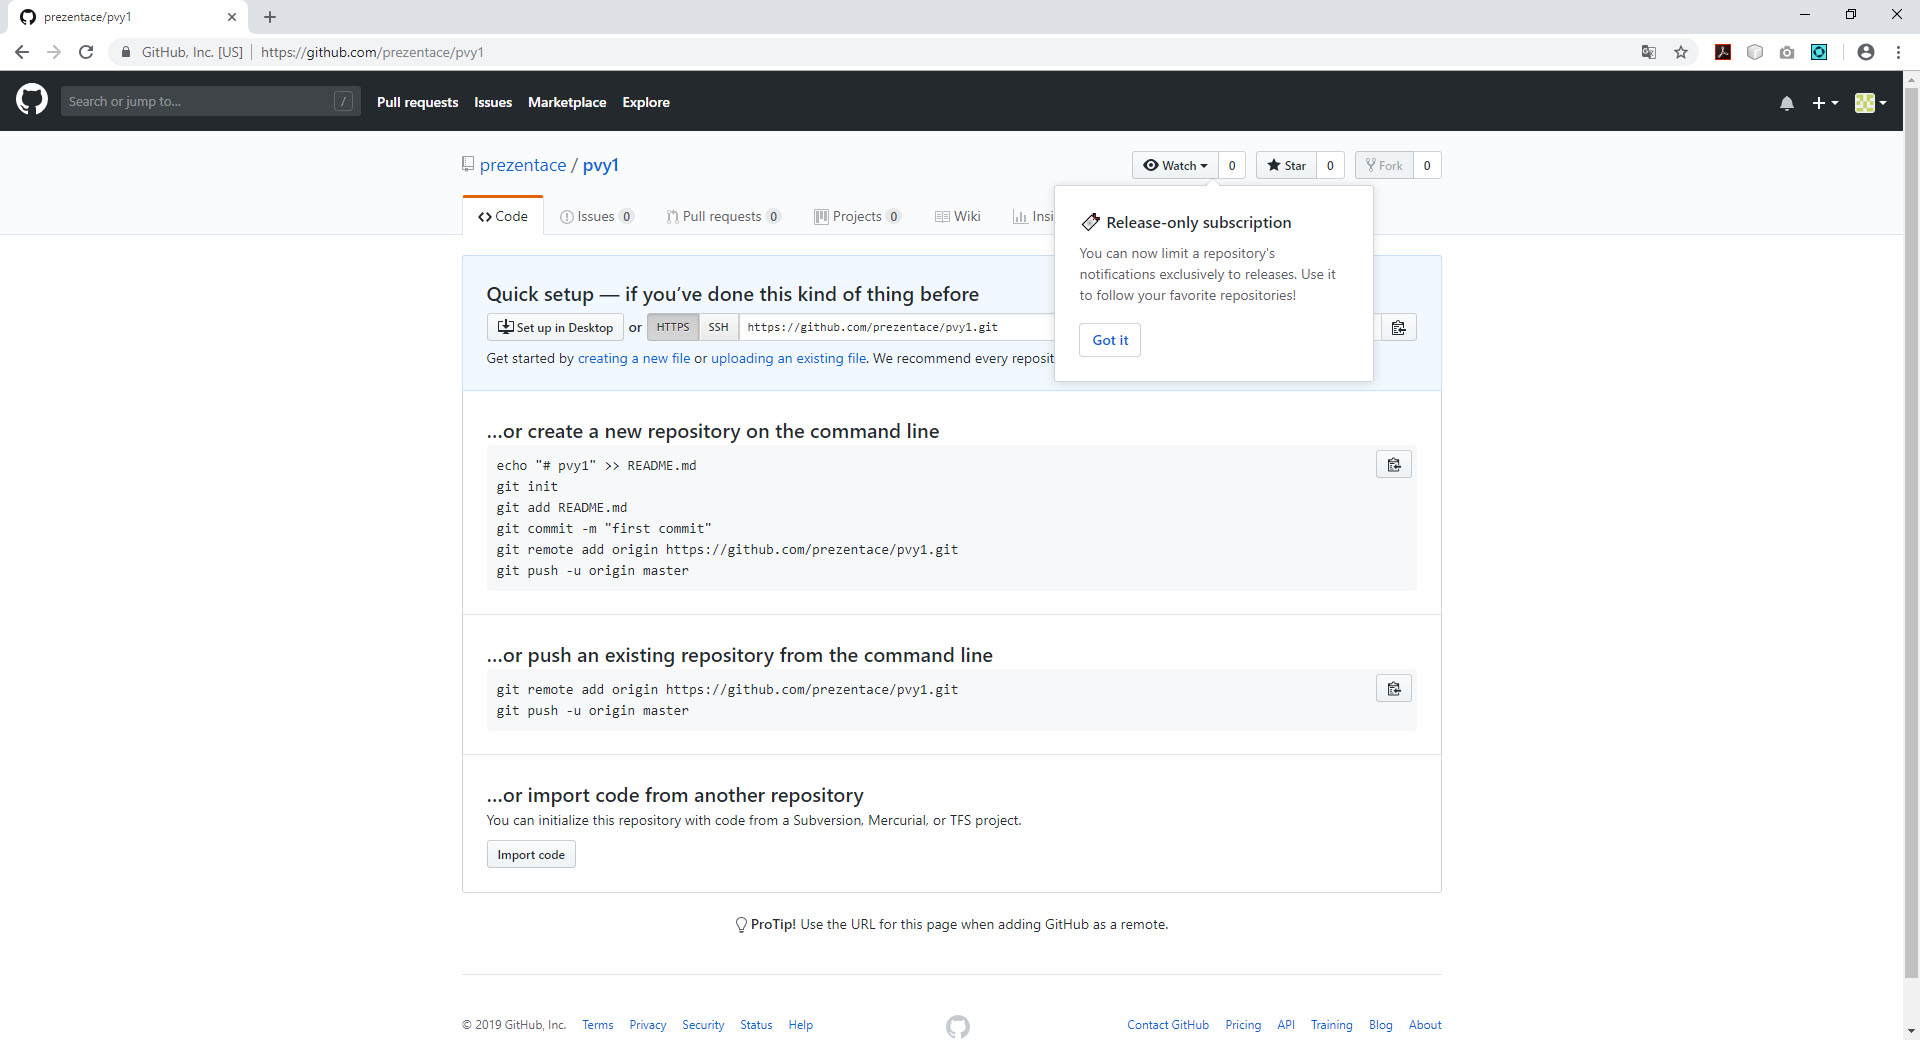 prezentace/pvy1
GitHub, Inc. [US] https://github.com/prezentace/pvy1
Search or jump to... / Pull requests Issues Marketplace Explore
prezentace / pvy1
Watch 0 Star 0 Fork 0
Code Issues 0 Pull requests 0 Projects 0 Wiki Insi
Release-only subscription
You can now limit a repository's
notifications exclusively to releases. Use it
to follow your favorite repositories!
Got it
Quick setup — if you've done this kind of thing before
Set up in Desktop or HTTPS SSH https://github.com/prezentace/pvy1.git
Get started by creating a new file or uploading an existing file. We recommend every reposit
...or create a new repository on the command line
echo "# pvy1" >> README.md
git init
git add README.md
git commit -m "first commit"
git remote add origin https://github.com/prezentace/pvy1.git
git push -u origin master
...or push an existing repository from the command line
git remote add origin https://github.com/prezentace/pvy1.git
git push -u origin master
...or import code from another repository
You can initialize this repository with code from a Subversion, Mercurial, or TFS project.
Import code
ProTip! Use the URL for this page when adding GitHub as a remote.
© 2019 GitHub, Inc. Terms Privacy Security Status Help Contact GitHub Pricing API Training Blog About